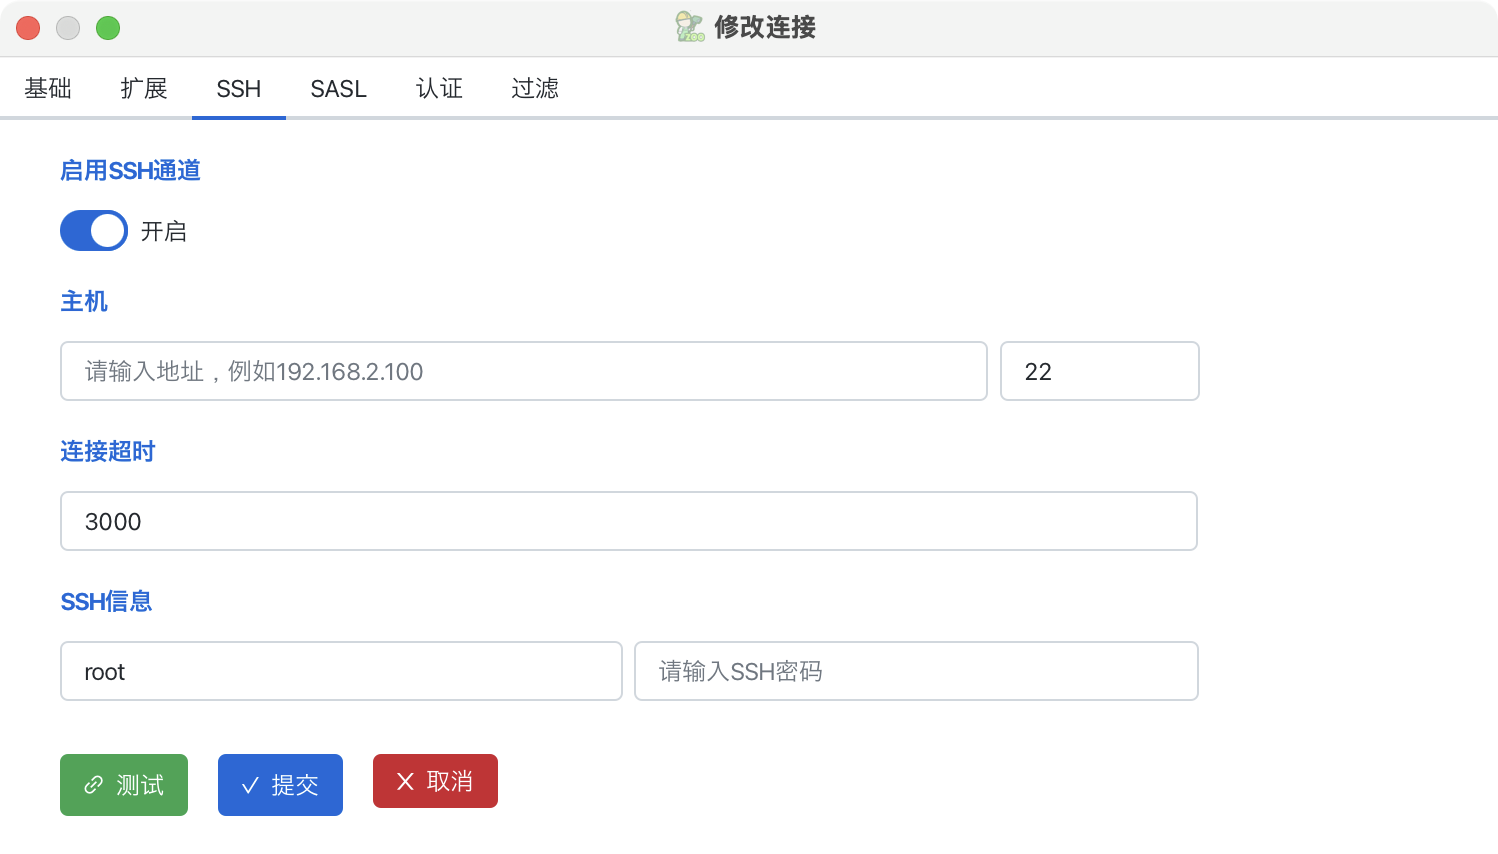 修改连接
基础 扩展 SSH SASL 认证 过滤
启用SSH通道
开启
主机
请输入地址，例如192.168.2.100 22
连接超时
3000
SSH信息
root 请输入SSH密码
测试 提交 取消